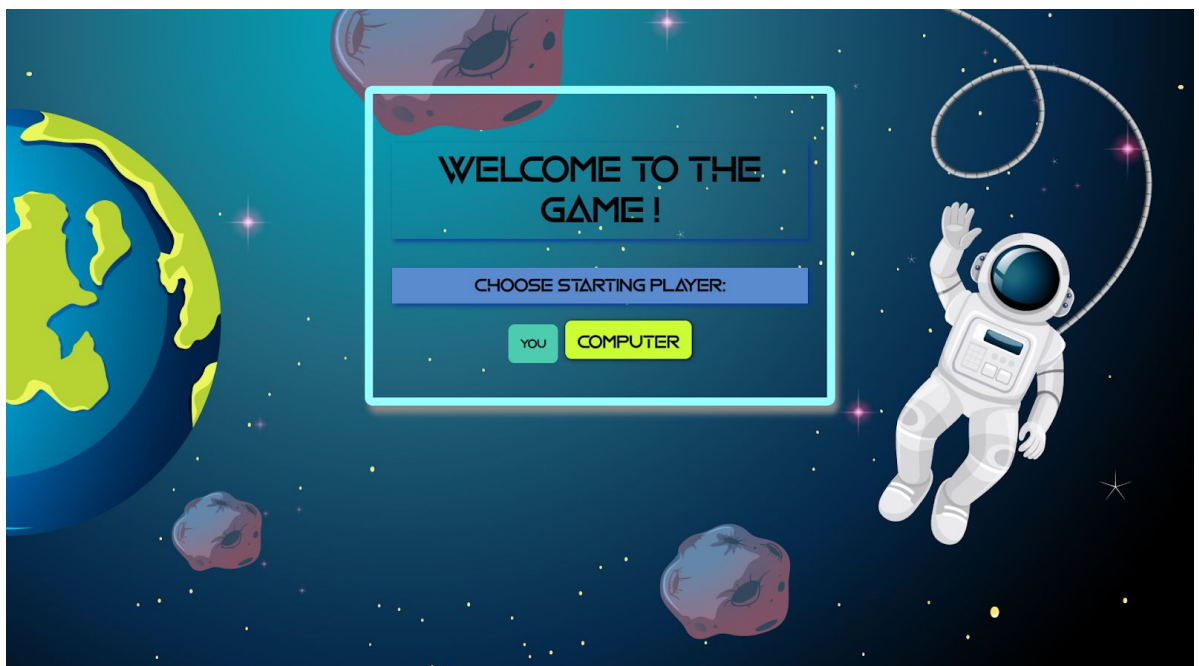 WELCOME TO THE
GAME !
CHOOSE STARTING PLAYER:
YOU
COMPUTER